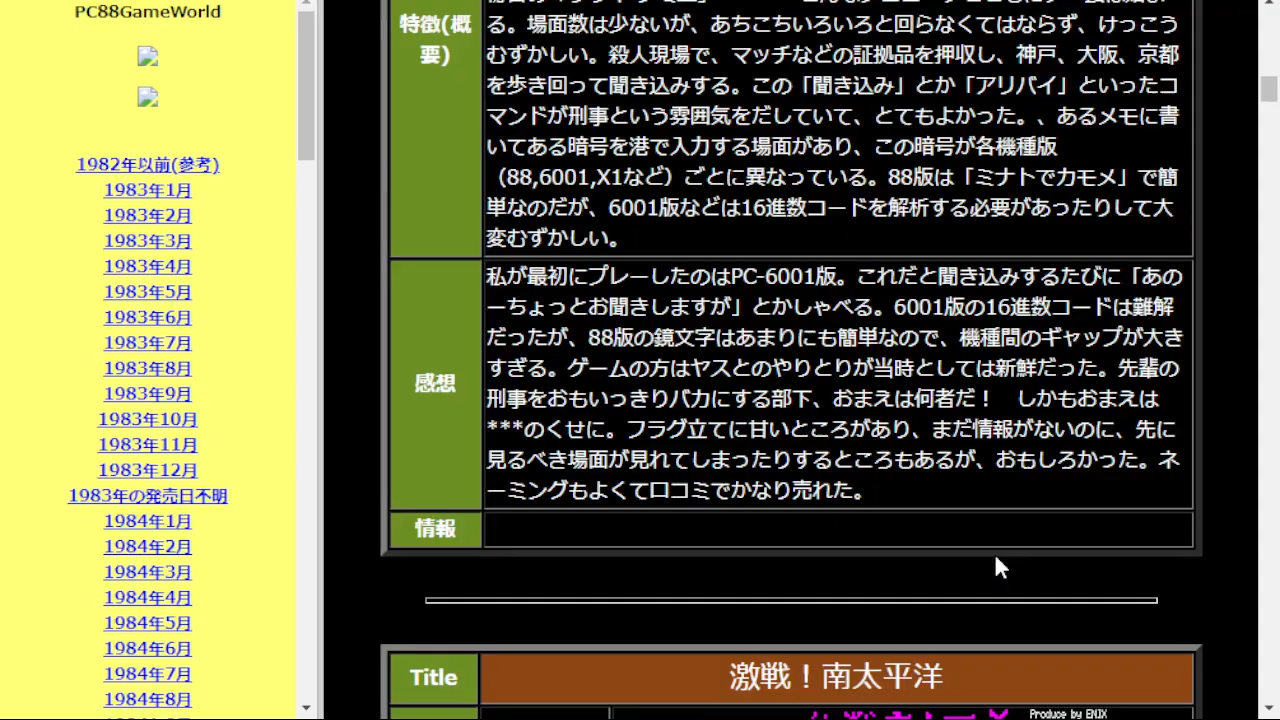 PC88GameWorld
1982年以前(参考)
1983年1月
1983年2月
1983年3月
1983年4月
1983年5月
1983年6月
1983年7月
1983年8月
1983年9月
1983年10月
1983年11月
1983年12月
1983年の発売日不明
1984年1月
1984年2月
1984年3月
1984年4月
1984年5月
1984年6月
1984年7月
1984年8月
特徴(概
要)
る。場面数は少ないが、あちこちいろいろと回らなくてはならず、けっこう
むずかしい。殺人現場で、マッチなどの証拠品を押収し、神戸、大阪、京都
を歩き回って聞き込みする。この「聞き込み」とか「アリバイ」といったコ
マンドが刑事という雰囲気をだしていて、とてもよかった。、あるメモに書
いてある暗号を港で入力する場面があり、この暗号が各機種版
（88,6001,X1など）ごとに異なっている。88版は「ミナトでカモメ」で簡
単なのだが、6001版などは16進数コードを解析する必要があったりして大
変むずかしい。
感想
私が最初にプレーしたのはPC-6001版。これだと聞き込みするたびに「あの
ーちょっとお聞きしますが」とかしゃべる。6001版の16進数コードは難解
だったが、88版の鏡文字はあまりにも簡単なので、機種間のギャップが大き
すぎる。ゲームの方はヤスとのやりとりが当時としては新鮮だった。先輩の
刑事をおもいっきりバカにする部下、おまえは何者だ！　しかもおまえは
***のくせに。フラグ立てに甘いところがあり、まだ情報がないのに、先に
見るべき場面が見れてしまったりするところもあるが、おもしろかった。ネ
ーミングもよくて口コミでかなり売れた。
情報
Title
激戦！南太平洋
Produce by ENIX